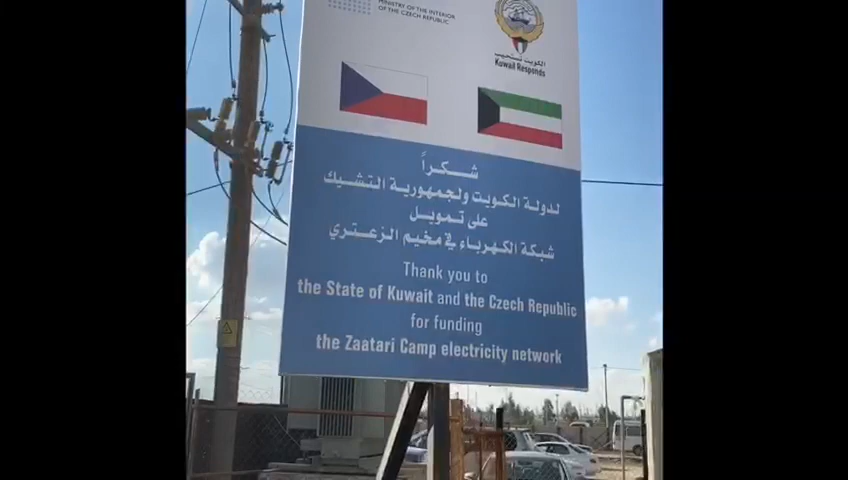 MINISTRY OF THE INTERIOR
OF THE CZECH REPUBLIC
الكويت تستجيب
Kuwait Responds
شـــكـــراً
لدولة الكويت ولجمهورية التشيك
على تمويل
شبكة الكهرباء في مخيم الزعتري
Thank you to
the State of Kuwait and the Czech Republic
for funding
the Zaatari Camp electricity network